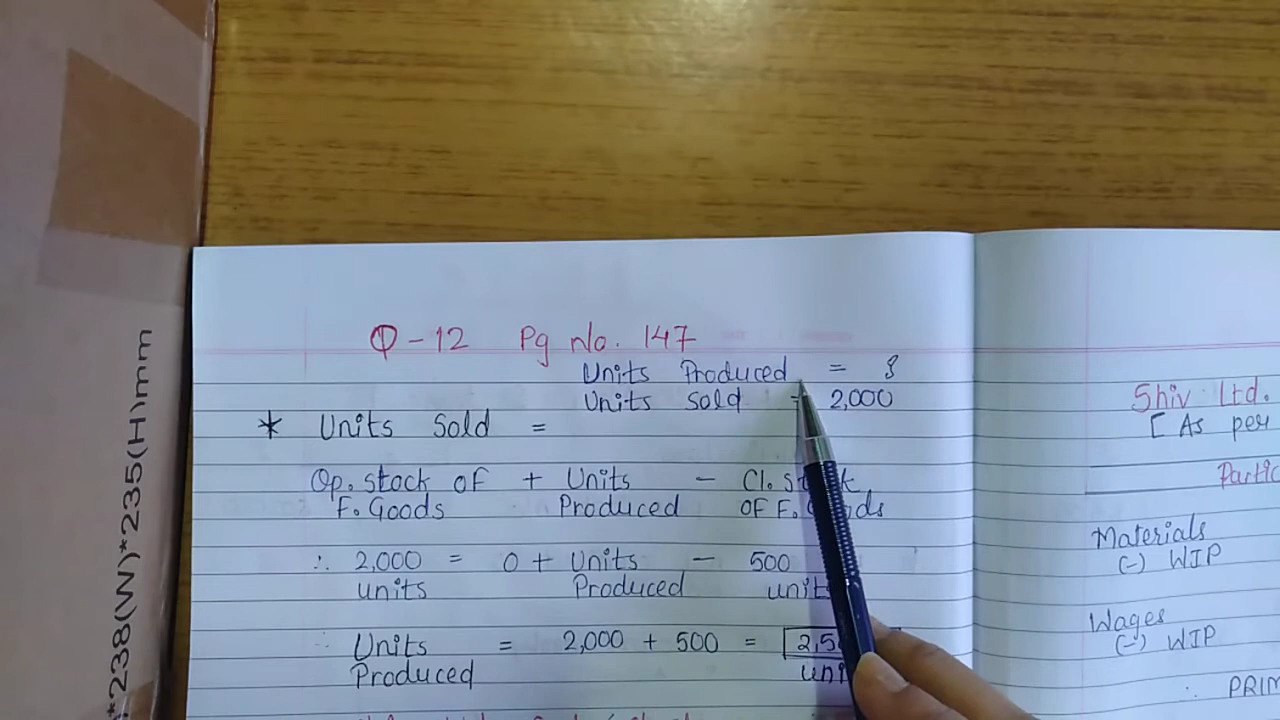 Q-12 Pg No. 147
Units Produced = ?
Units Sold = 2,000
* Units Sold =
Op. stock of + Units - Cl. stock
F. Goods Produced OF F. Goods
∴ 2,000 = 0 + Units - 500
units Produced units
∴ Units = 2,000 + 500 =
Produced
Shiv Ltd.
[ As per
Materials
(-) WIP
Wages
(-) WIP
∴
*238(W)*235(H)mm